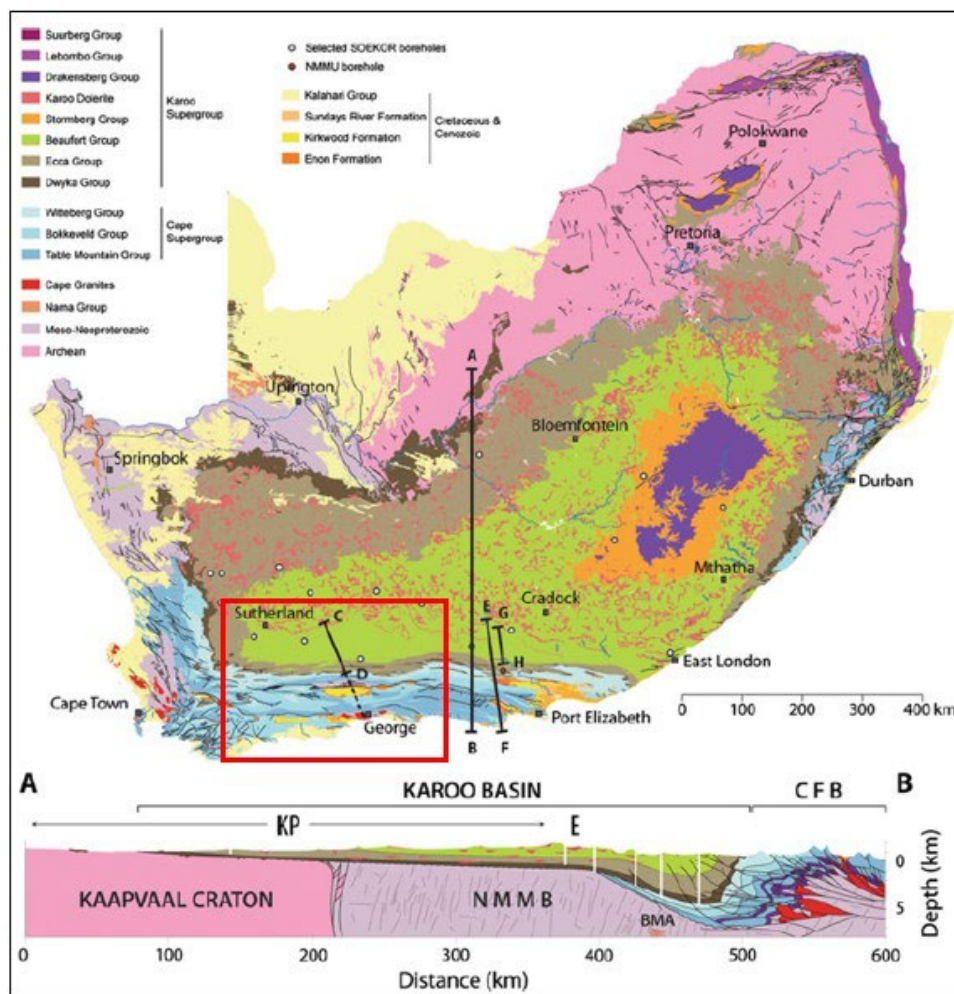 Suurberg Group
Lebombo Group
Drakensberg Group
Karoo Dolerite
Stormberg Group
Beaufort Group
Ecca Group
Dwyka Group
Karoo
Supergroup
Witteberg Group
Bokkeveld Group
Table Mountain Group
Cape
Supergroup
Cape Granites
Nama Group
Meso-Neoproterozoic
Archean
Selected SOEKOR boreholes
NMMU borehole
Kalahari Group
Sundays River Formation
Kirkwood Formation
Enon Formation
Cretaceous &
Cenozoic
Polokwane
Pretoria
A
Upington
Bloemfontein
Springbok
Durban
Mthatha
Cradock
Sutherland
C
E
G
D
H
East London
Cape Town
George
Port Elizabeth
B
F
0 100 200 300 400 km
A
KAROO BASIN
C F B
B
KP
E
KAAPVAAL CRATON
N M M B
BMA
0
5
Depth (km)
0 100 200 300 400 500 600
Distance (km)